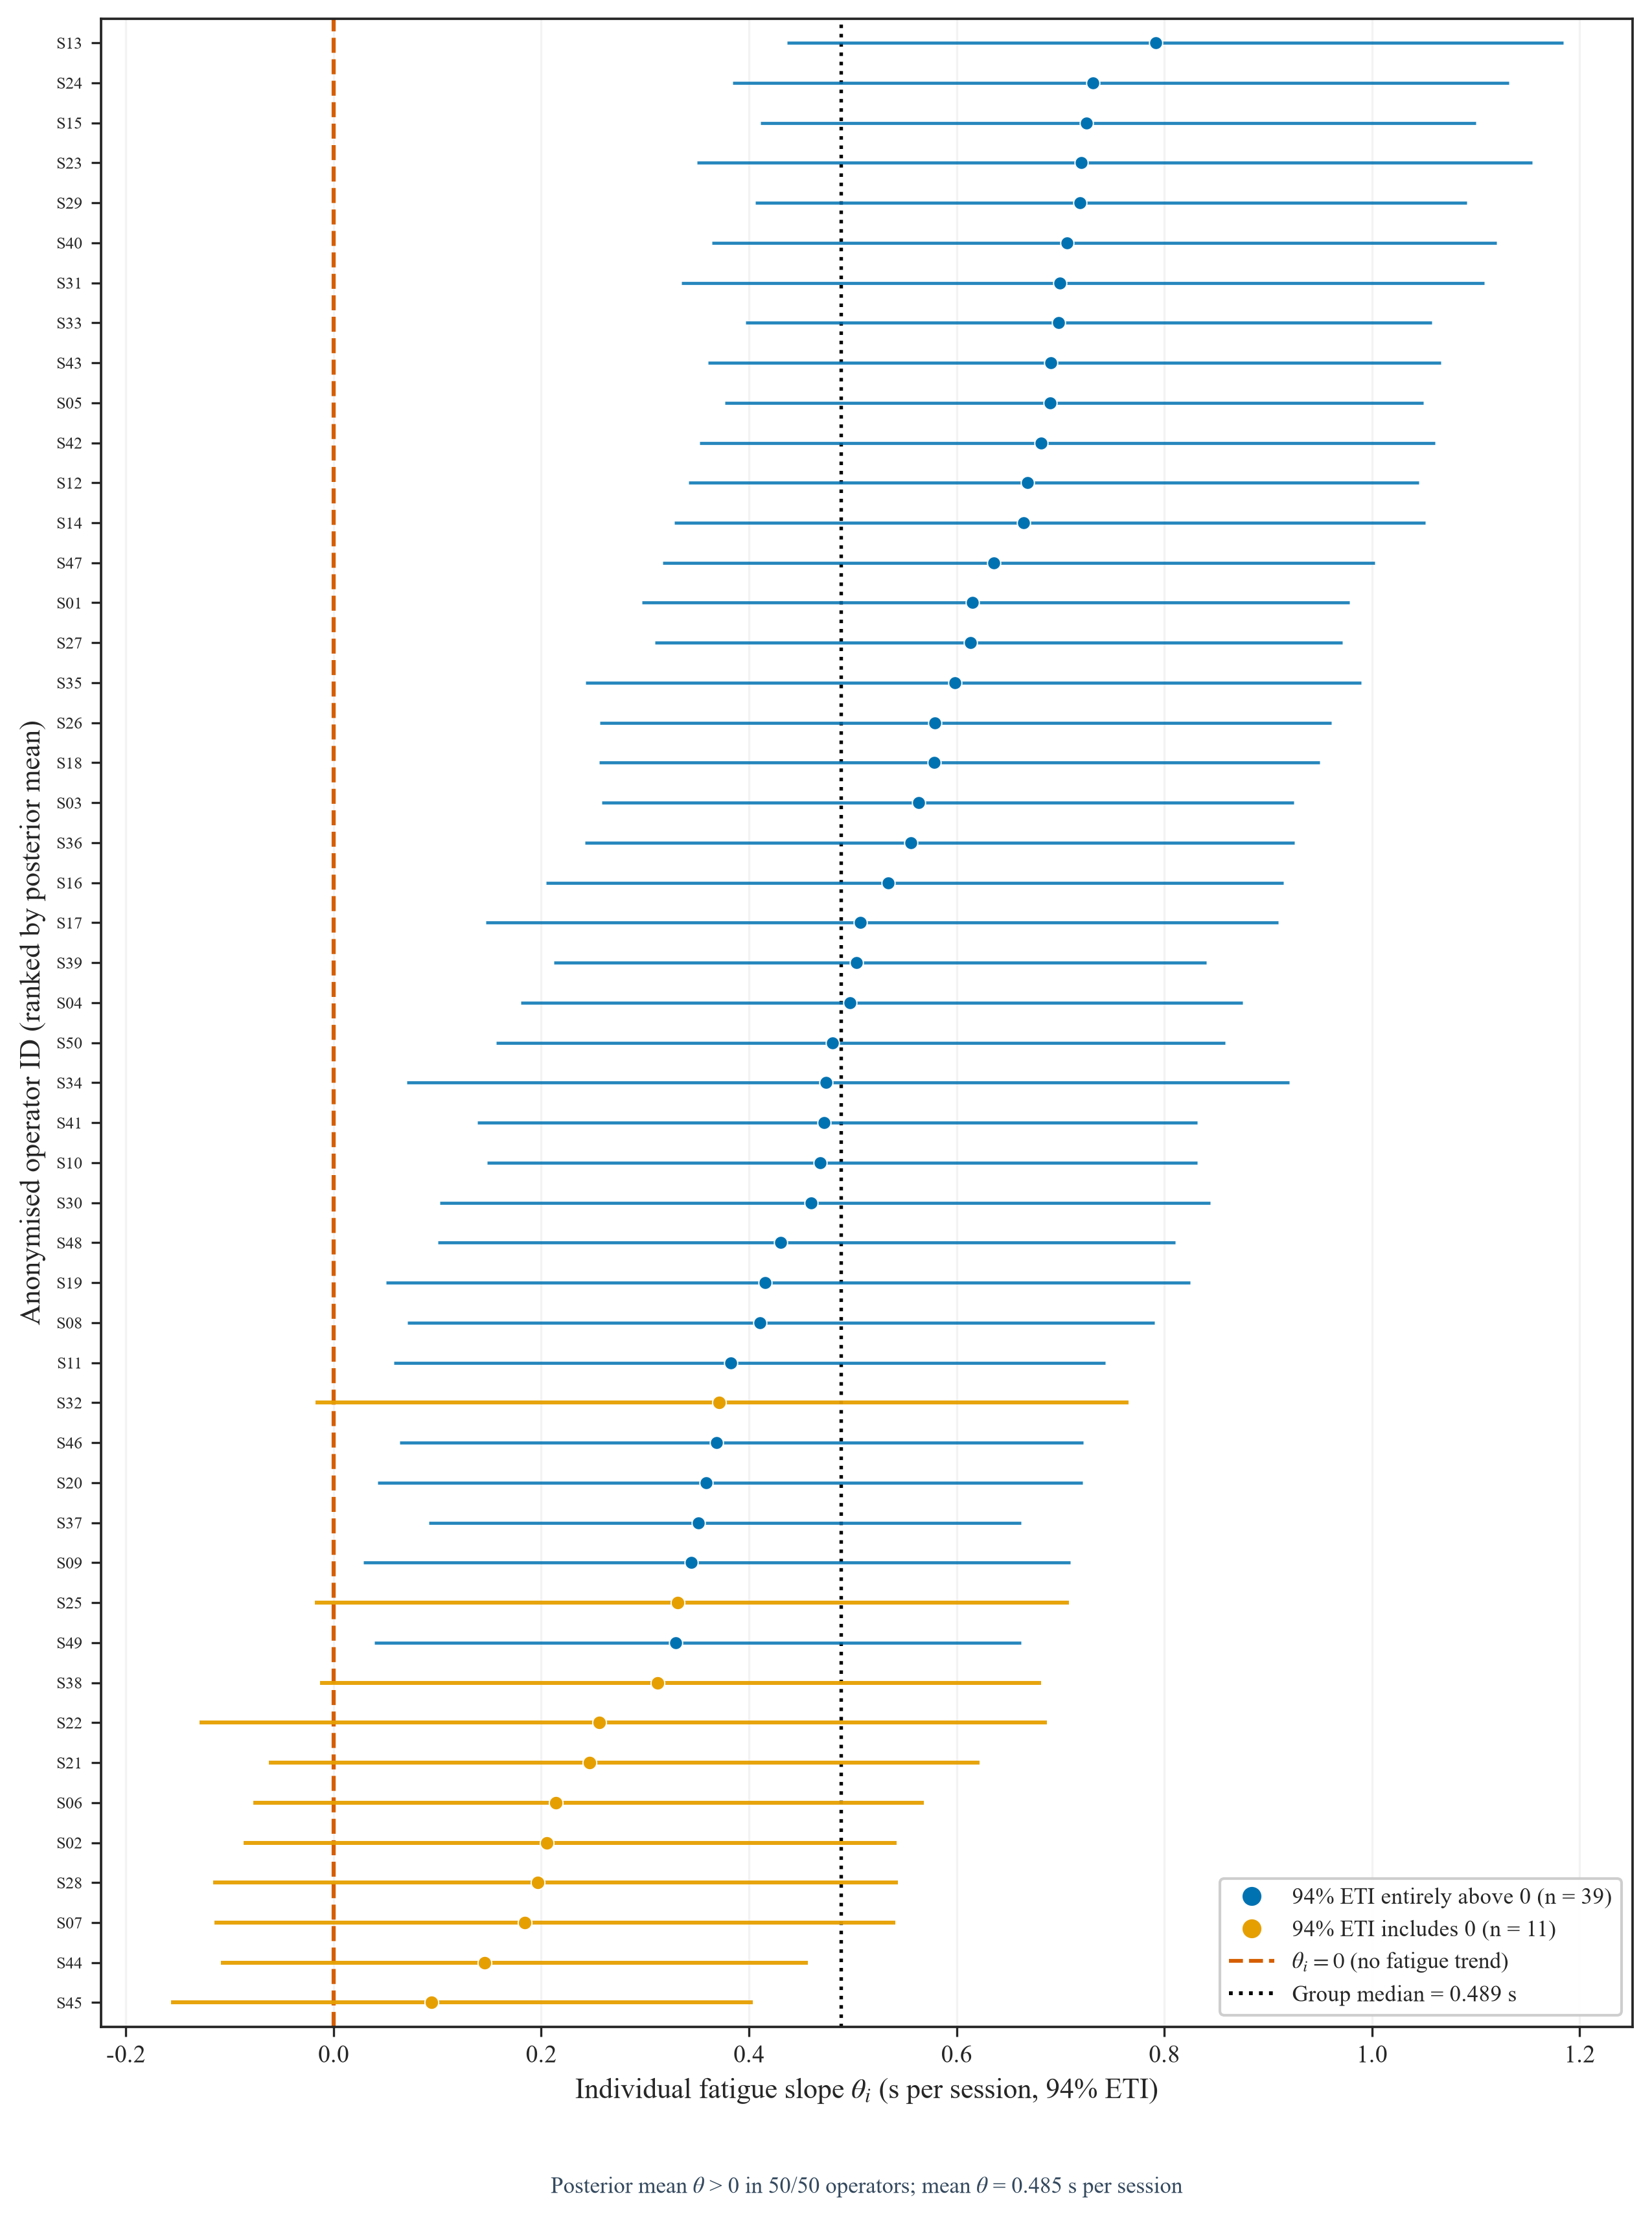 S13
S24
S15
S23
S29
S40
S31
S33
S43
S05
S42
S12
S14
S47
S01
S27
S35
S26
S18
S03
S36
S16
S17
S39
S04
S50
S34
S41
S10
S30
S48
S19
S08
S11
S32
S46
S20
S37
S09
S25
S49
S38
S22
S21
S06
S02
S28
S07
S44
S45
Anonymised operator ID (ranked by posterior mean)
94% ETI entirely above 0 (n = 39)
94% ETI includes 0 (n = 11)
θᵢ = 0 (no fatigue trend)
Group median = 0.489 s
-0.2 0.0 0.2 0.4 0.6 0.8 1.0 1.2
Individual fatigue slope θᵢ (s per session, 94% ETI)
Posterior mean θ > 0 in 50/50 operators; mean θ = 0.485 s per session